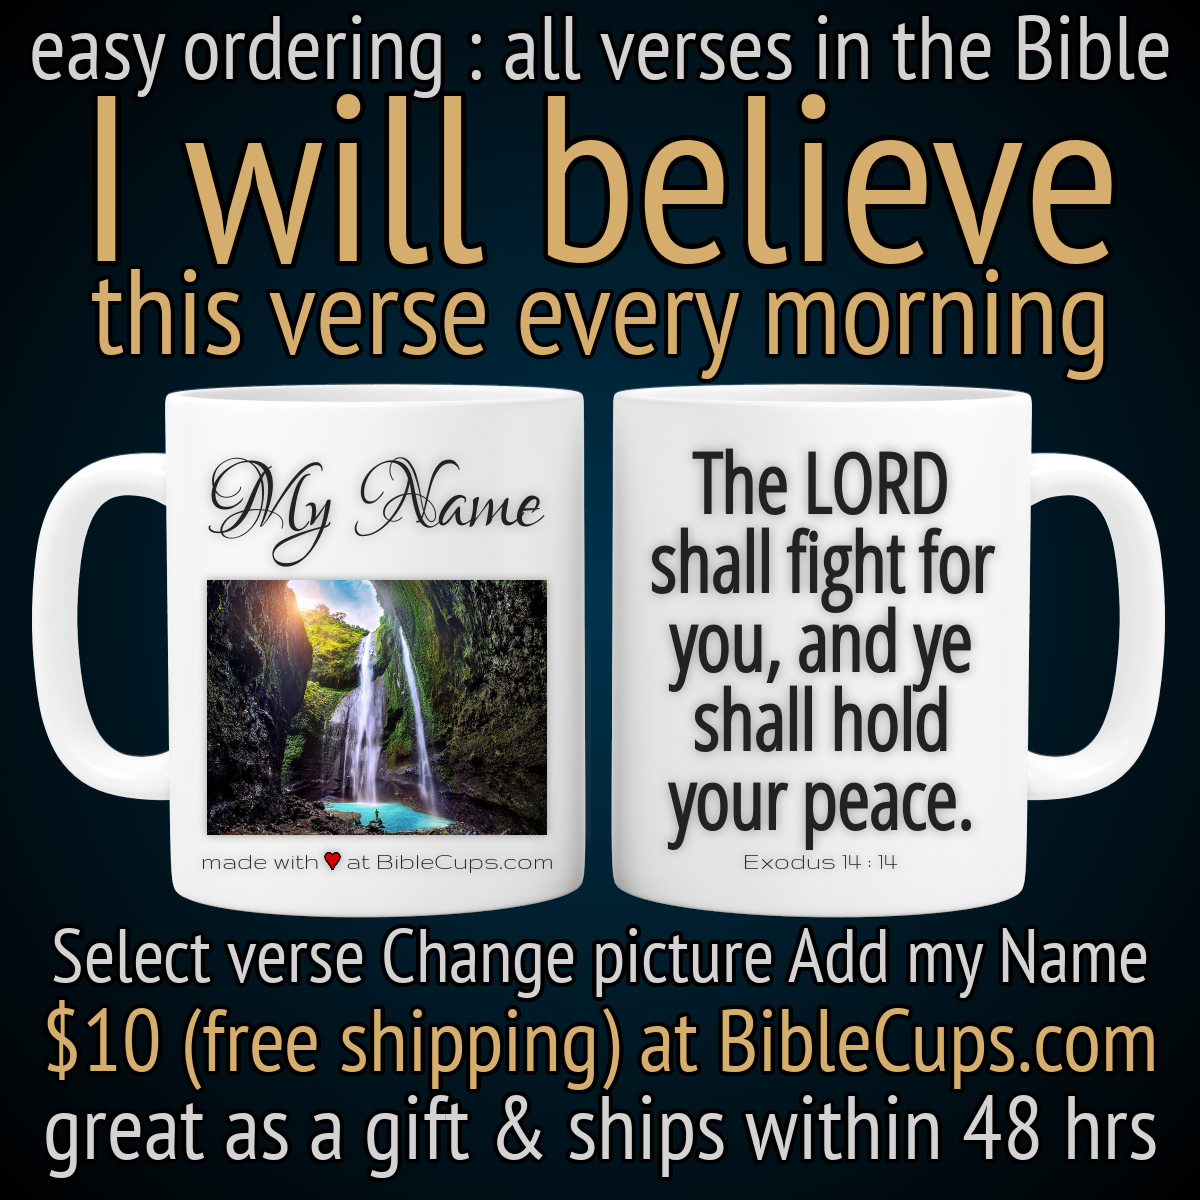 easy ordering : all verses in the Bible
I will believe
this verse every morning
My Name
made with ❤ at BibleCups.com
The LORD
shall fight for
you, and ye
shall hold
your peace.
Exodus 14 : 14
Select verse Change picture Add my Name
$10 (free shipping) at BibleCups.com
great as a gift & ships within 48 hrs